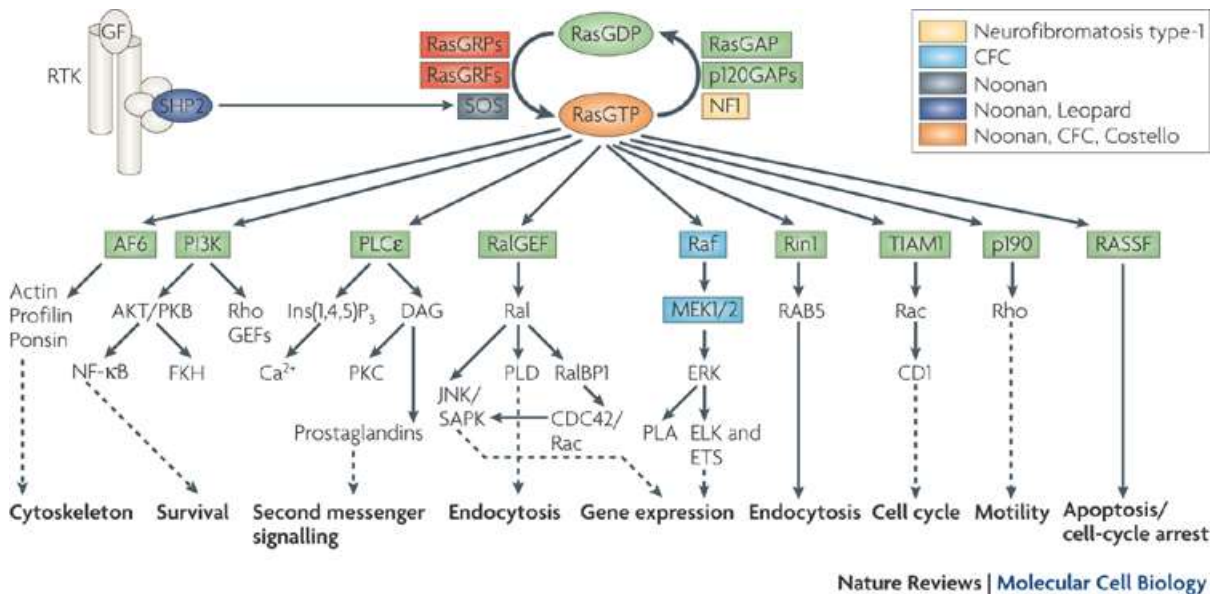 GF
RTK
SHP2
RasGRPs
RasGRFs
SOS
RasGDP
RasGTP
RasGAP
p120GAPs
NF1
Neurofibromatosis type-1
CFC
Noonan
Noonan, Leopard
Noonan, CFC, Costello
AF6
PI3K
PLCε
RalGEF
Raf
Rin1
TIAM1
p190
RASSF
Actin
Profilin
Ponsin
AKT/PKB
Rho
GEFs
Ins(1,4,5)P3
DAG
Ral
MEK1/2
RAB5
Rac
Rho
NF-κB
FKH
Ca2+
PKC
PLD
RalBP1
ERK
CD1
JNK/
SAPK
CDC42/
Rac
Prostaglandins
PLA
ELK and
ETS
Cytoskeleton
Survival
Second messenger
signalling
Endocytosis
Gene expression
Endocytosis
Cell cycle
Motility
Apoptosis/
cell-cycle arrest
Nature Reviews | Molecular Cell Biology